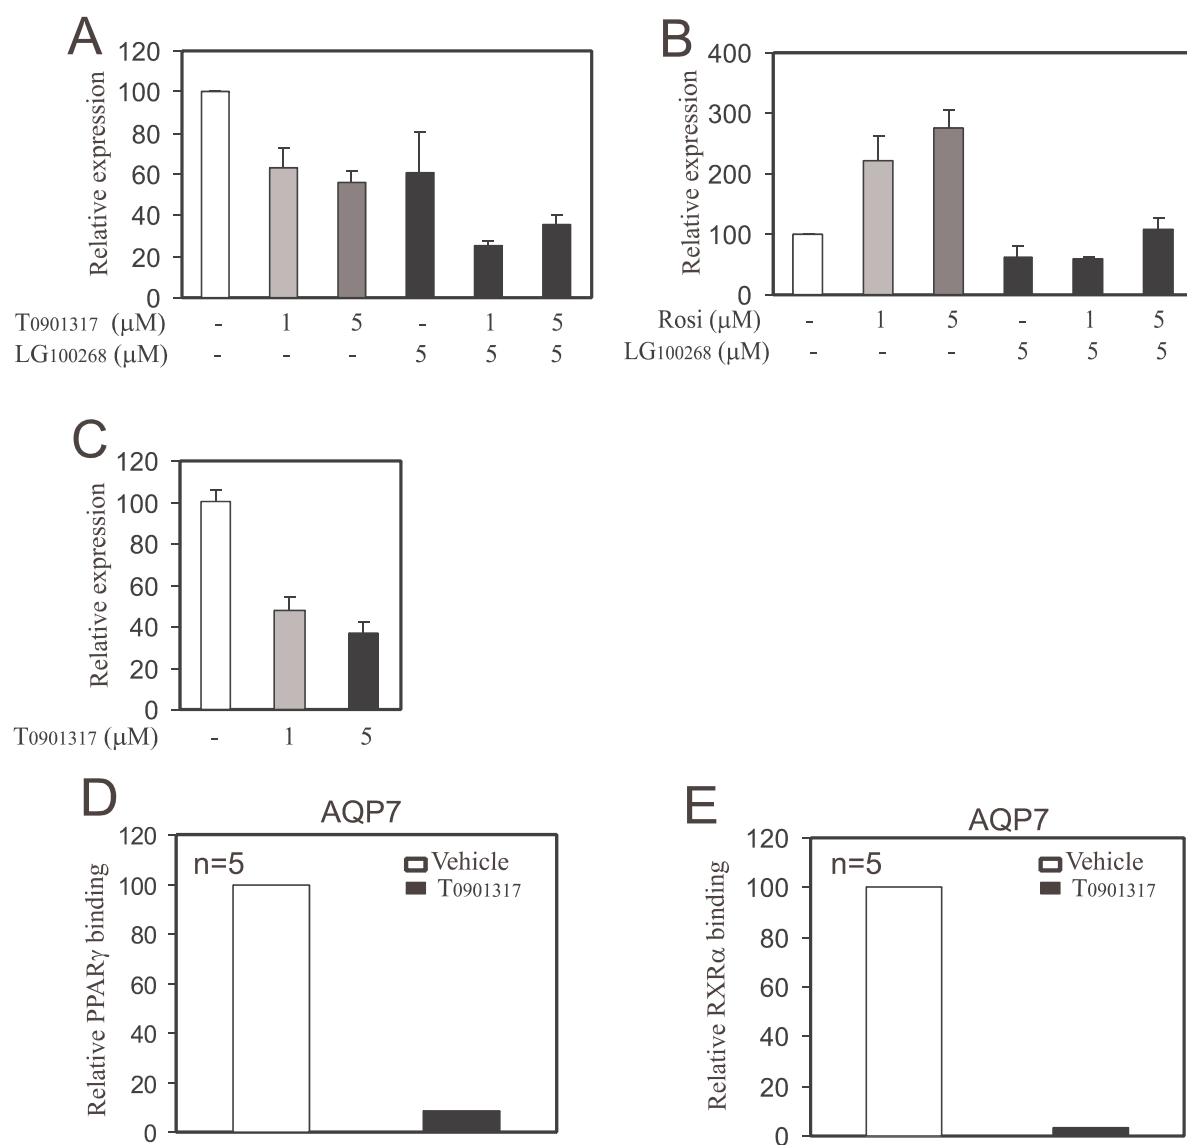 A
Relative expression
120
100
80
60
40
20
0
T0901317 (μM) - 1 5 - 1 5
LG100268 (μM) - - - 5 5 5
B
Relative expression
400
300
200
100
0
Rosi (μM) - 1 5 - 1 5
LG100268 (μM) - - - 5 5 5
C
Relative expression
120
100
80
60
40
20
0
T0901317 (μM) - 1 5
D
AQP7
Relative PPARγ binding
120
100
80
60
40
20
0
n=5
Vehicle
T0901317
E
AQP7
Relative RXRα binding
120
100
80
60
40
20
0
n=5
Vehicle
T0901317